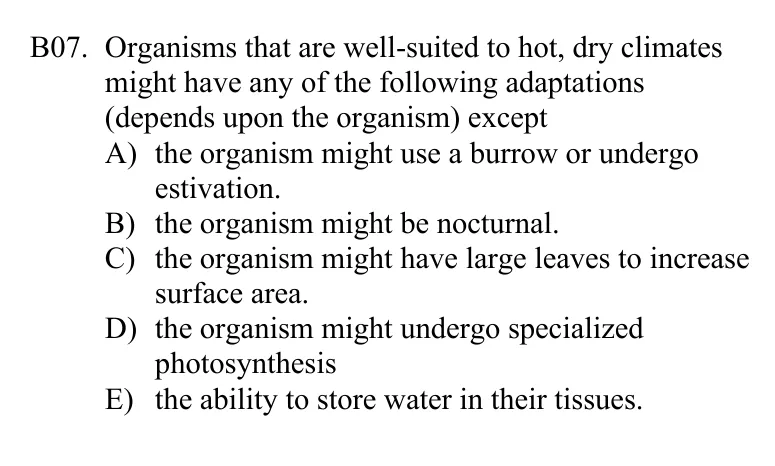 B07. Organisms that are well-suited to hot, dry climates
might have any of the following adaptations
(depends upon the organism) except
A) the organism might use a burrow or undergo
estivation.
B) the organism might be nocturnal.
C) the organism might have large leaves to increase
surface area.
D) the organism might undergo specialized
photosynthesis
E) the ability to store water in their tissues.